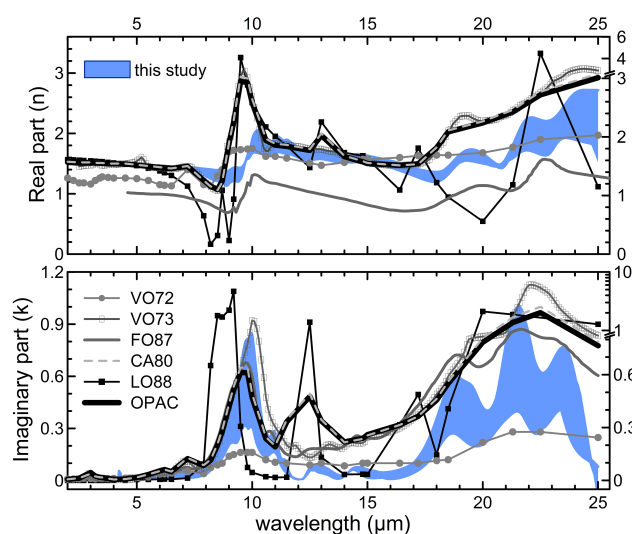 5 10 15 20 25
Real part (n)
3
2
1
0
this study
6
4
3
2
1
0
Imaginary part (k)
1.2
0.9
0.6
0.3
0
VO72
VO73
FO87
CA80
LO88
OPAC
10
1
0.6
0.3
0
5 10 15 20 25
wavelength (µm)